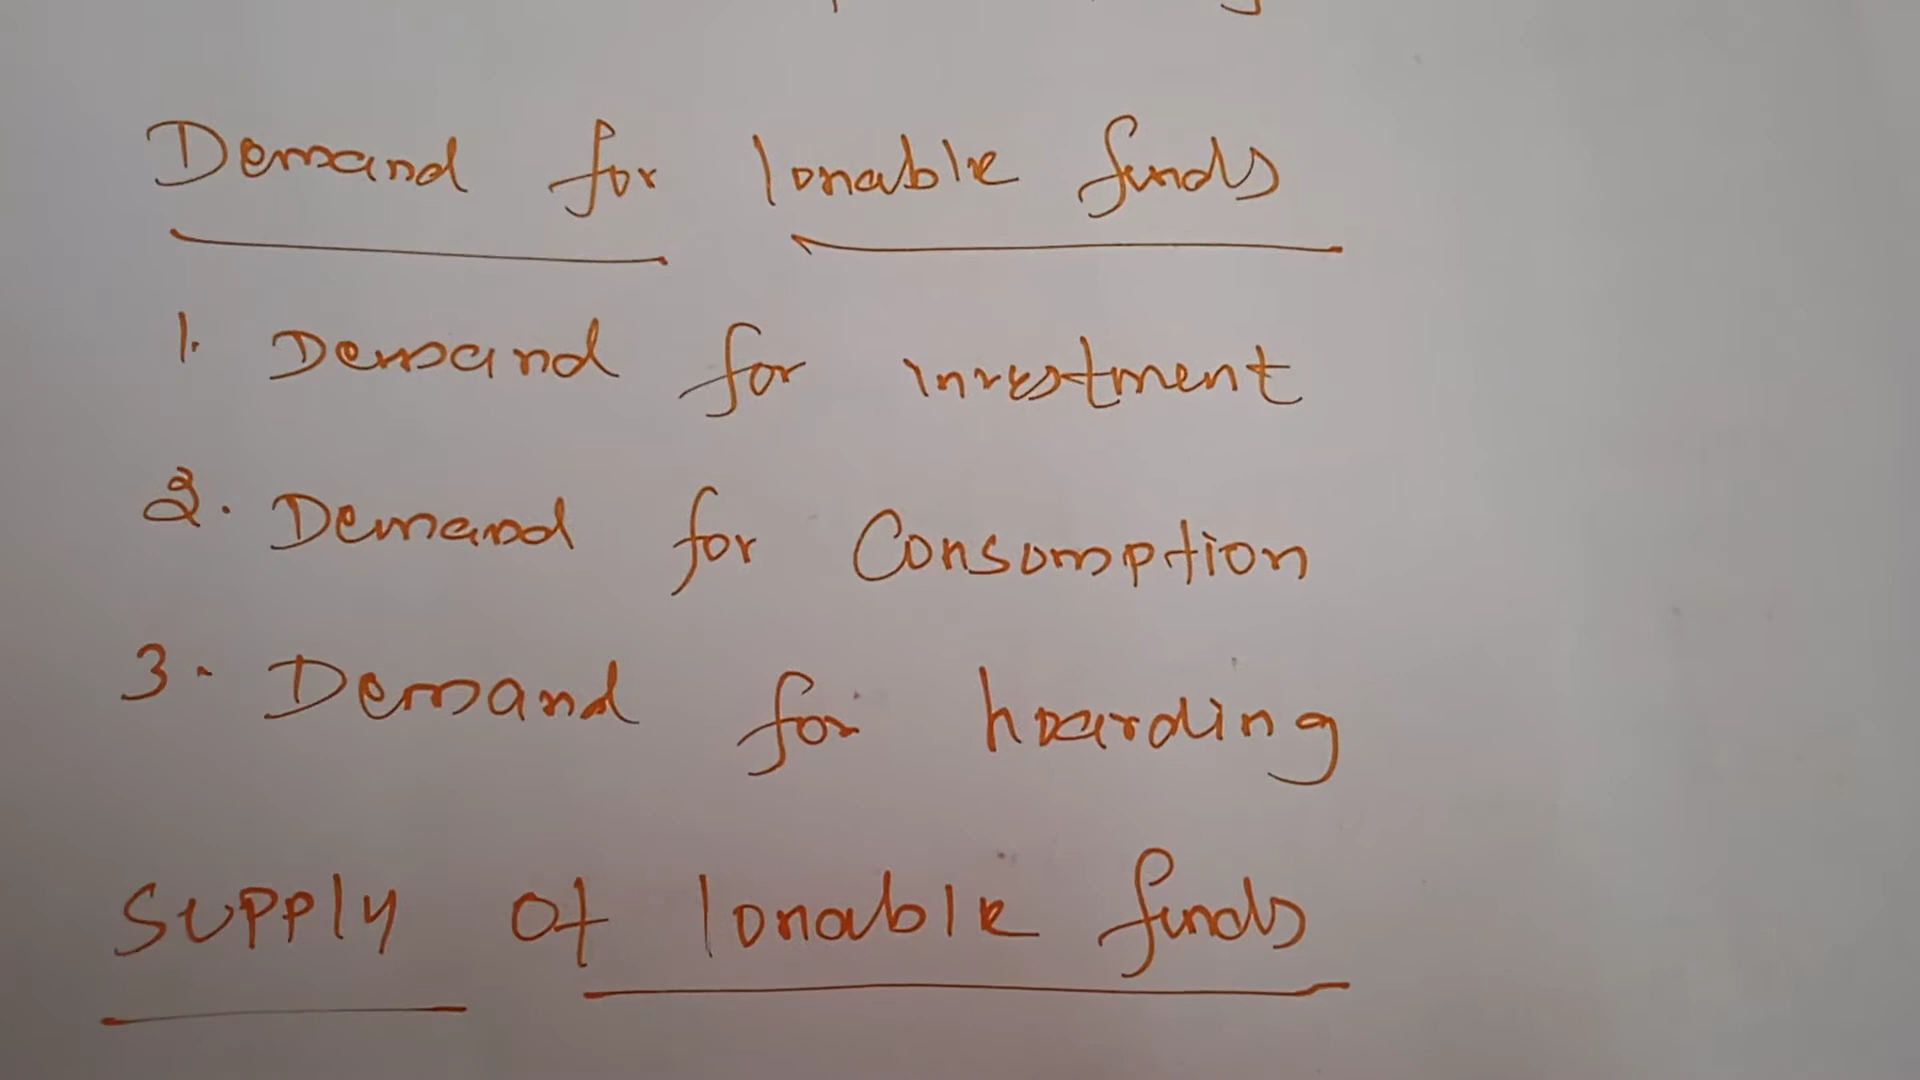 Demand for lonable funds
1. Demand for investment
2. Demand for Consomption
3. Demand for hoarding
Supply of lonable funds